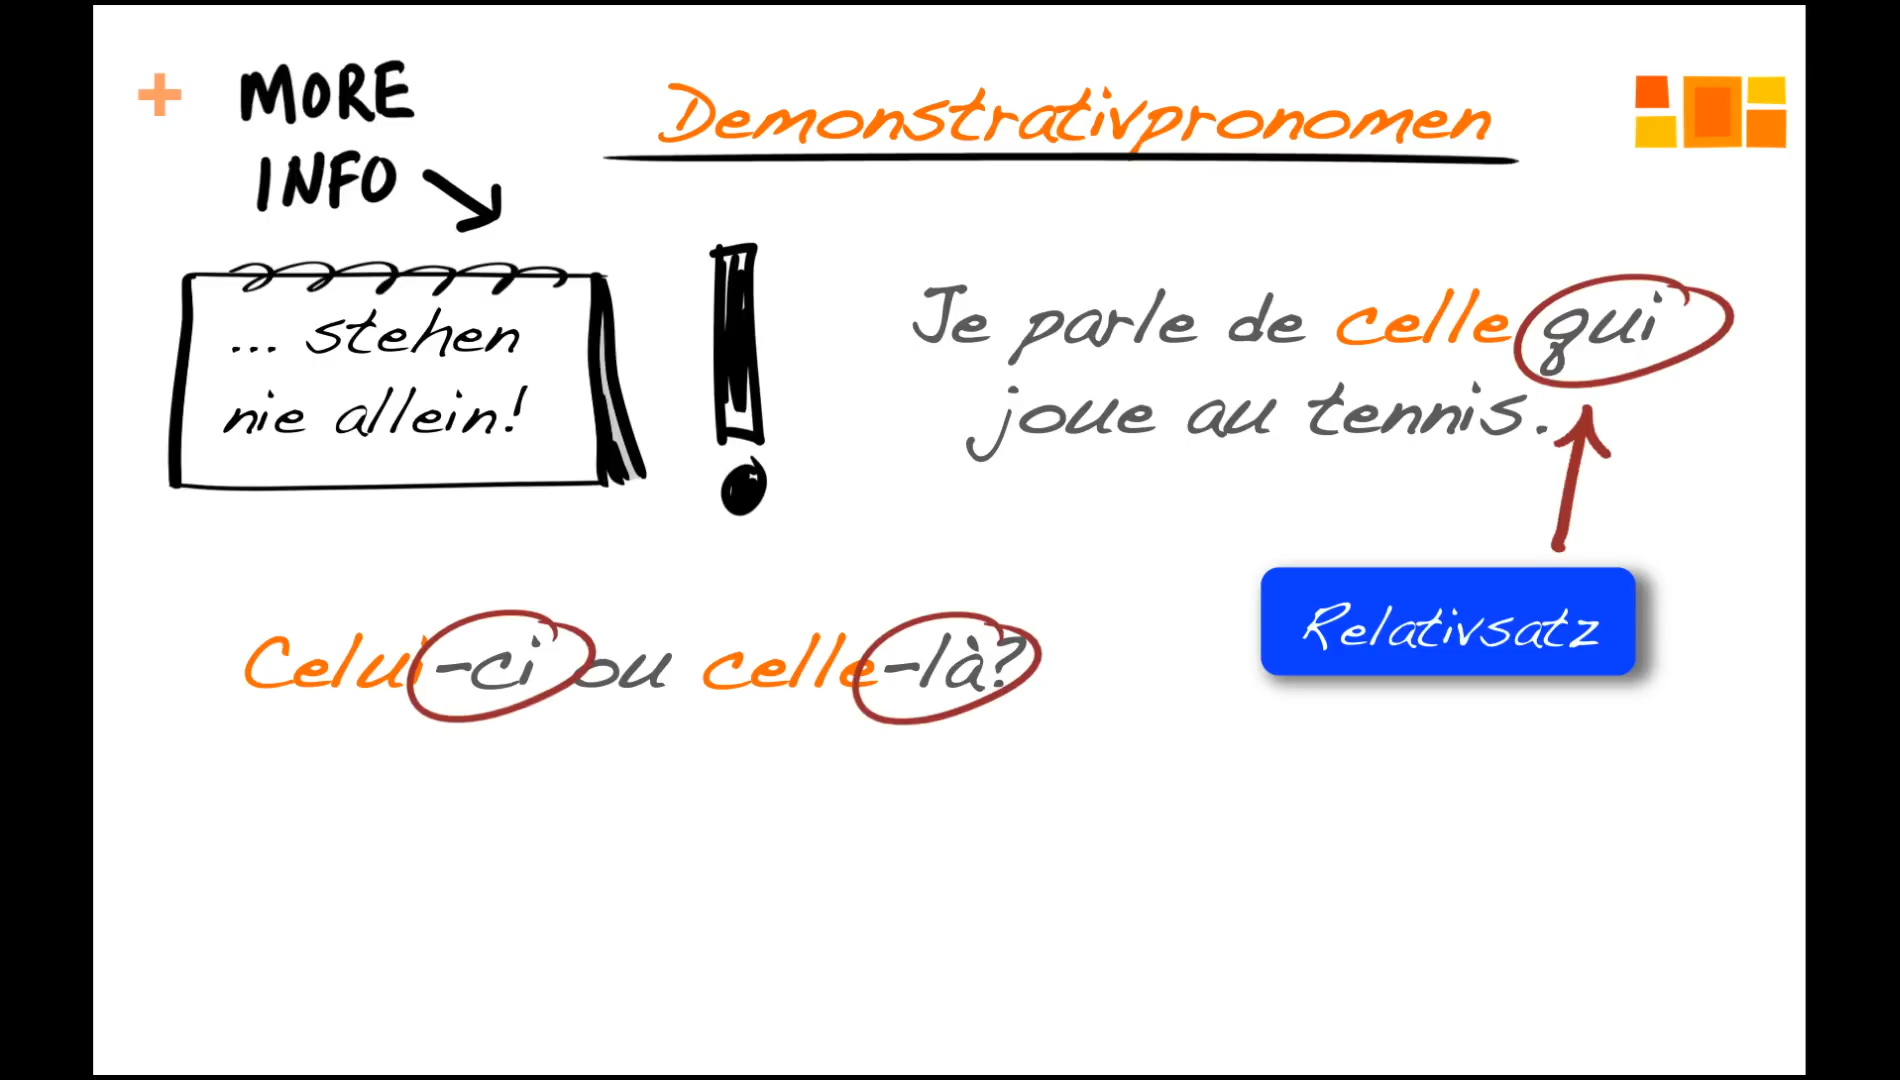 + MORE
INFO
Demonstrativpronomen
... stehen
nie allein!
Je parle de celle qui
joue au tennis.
Relativsatz
Celui-ci ou celle-là?